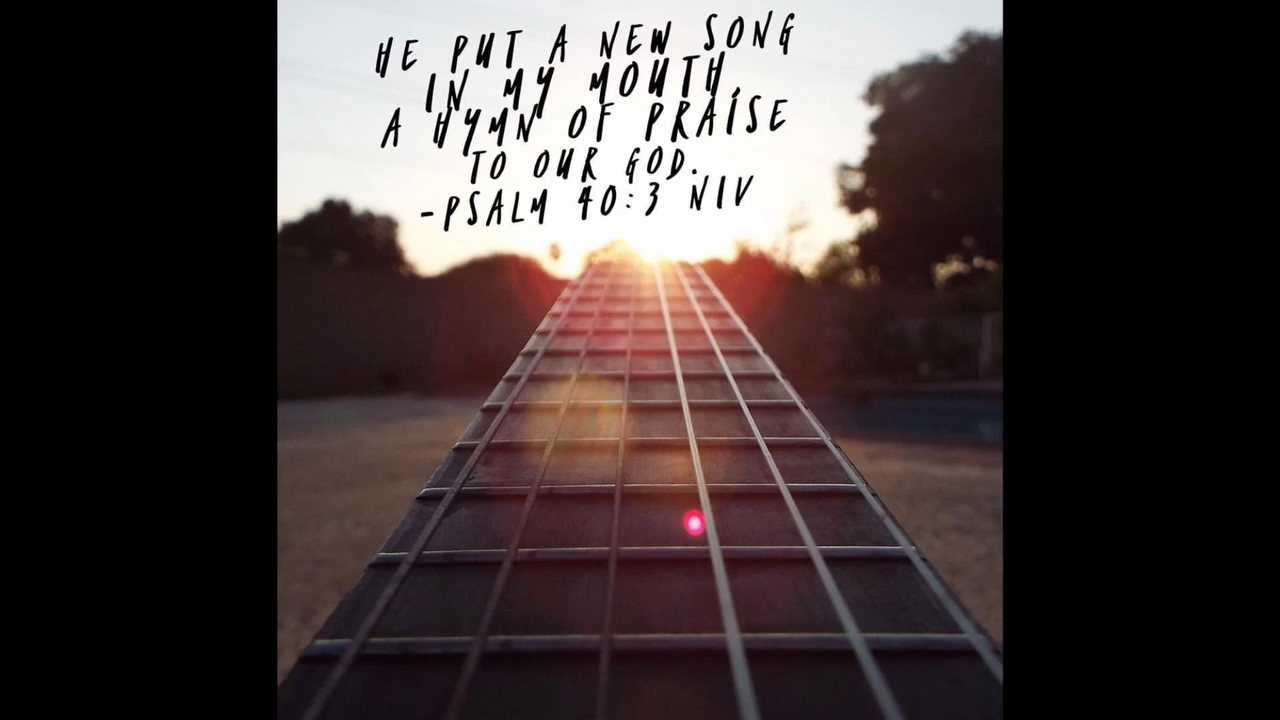 HE PUT A NEW SONG
IN MY MOUTH,
A HYMN OF PRAISE
TO OUR GOD.
-PSALM 40:3 NIV